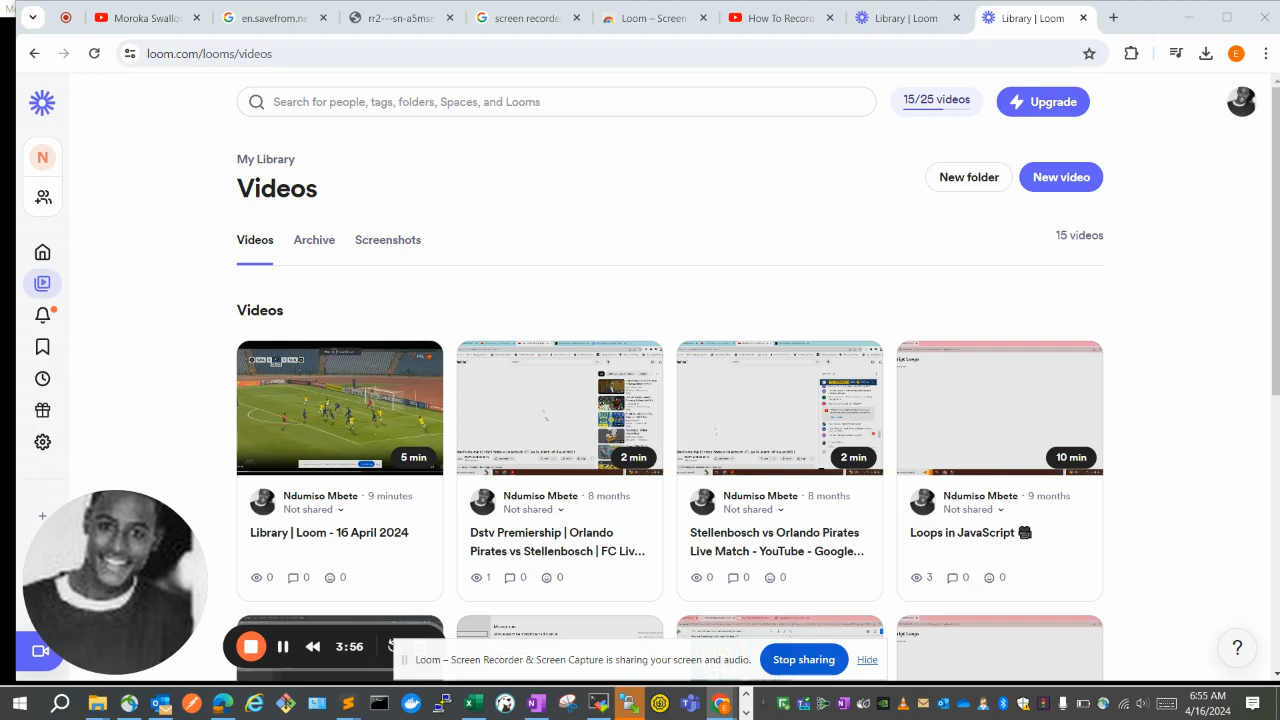 Moroka Swallo
en.savefrom.ne
rr2---sn-a5mse
screen recorde
Loom – Screen
How To Record
Library | Loom
Library | Loom
loom.com/looms/videos
Search for people, tags, folders, Spaces, and Looms
15/25 videos
Upgrade
N
E
My Library
Videos
New folder
New video
Videos
Archive
Screenshots
15 videos
Videos
5 min
2 min
2 min
10 min
Ndumiso Mbete · 9 minutes
Not shared
Library | Loom - 16 April 2024
0 0 0
Ndumiso Mbete · 8 months
Not shared
Dstv Premiership | Orlando
Pirates vs Stellenbosch | FC Liv...
1 0 0
Ndumiso Mbete · 8 months
Not shared
Stellenbosch vs Orlando Pirates
Live Match - YouTube - Google...
0 0 0
Ndumiso Mbete · 9 months
Not shared
Loops in JavaScript
3 0 0
3:56
Loom – Screen Recorder & Screen Capture is sharing your screen and audio.
Stop sharing
Hide
?
6:55 AM
4/16/2024